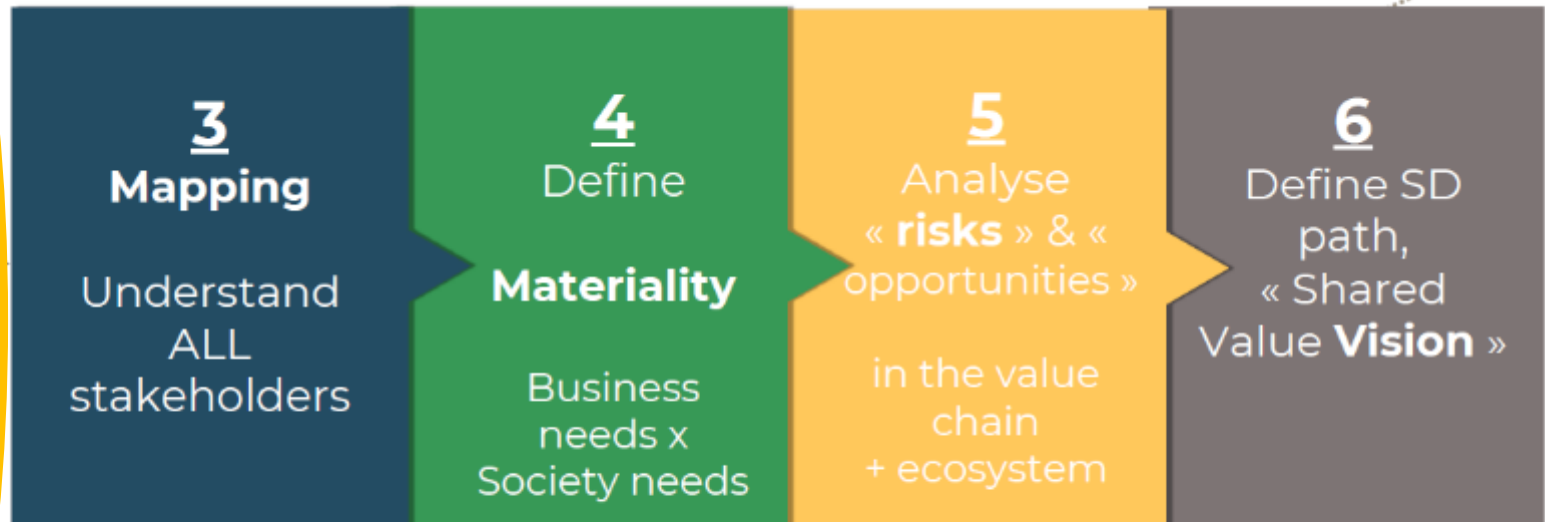 3
Mapping
Understand
ALL
stakeholders
4
Define
Materiality
Business
needs x
Society needs
5
Analyse
« risks » & «
opportunities »
in the value
chain
+ ecosystem
6
Define SD
path,
« Shared
Value Vision »